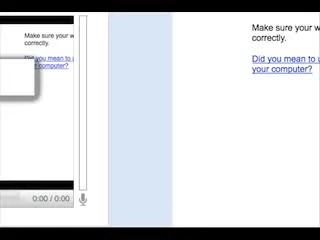 Make sure your w
correctly.
Did you mean to u
your computer?
0:00 / 0:00
Make sure your w
correctly.
Did you mean to u
your computer?